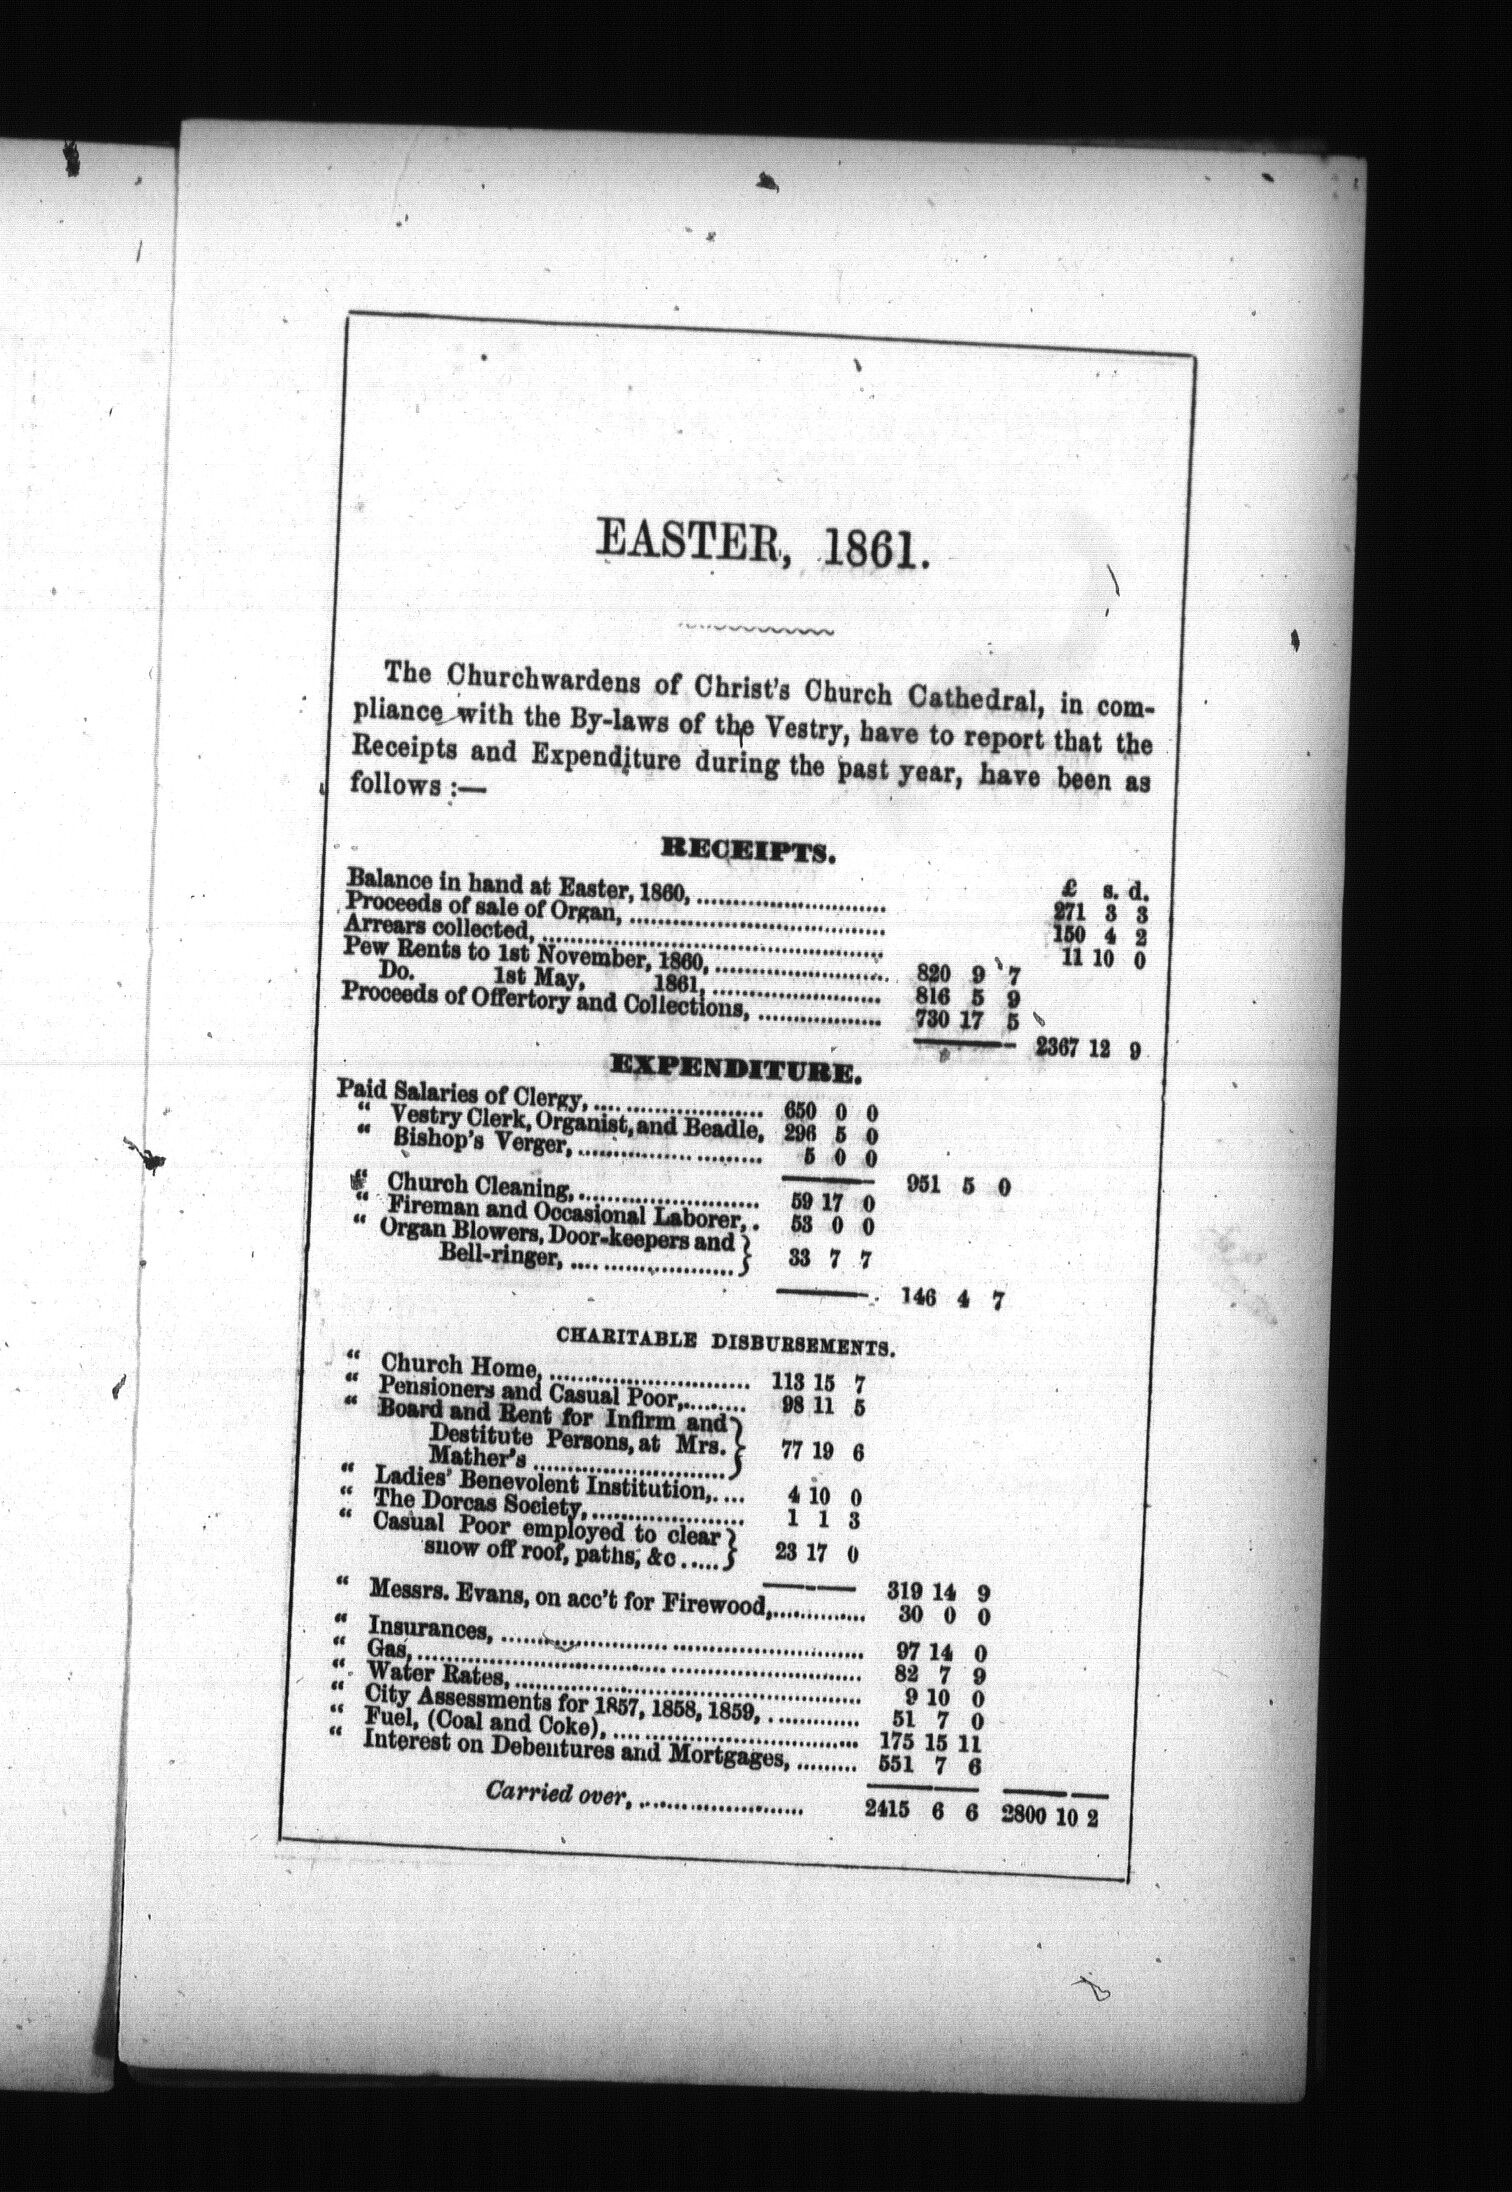 EASTER, 1861.
The Churchwardens of Christ's Church Cathedral, in com-
pliance with the By-laws of the Vestry, have to report that the
Receipts and Expenditure during the past year, have been as
follows :—
RECEIPTS.
£ s. d.
Balance in hand at Easter, 1860, ........................... 271 3 3
Proceeds of sale of Organ, .................................... 150 4 2
Arrears collected, ................................................ 11 10 0
Pew Rents to 1st November, 1860, ......................... 820 9 7
Do. 1st May, 1861, ........................ 816 5 9
Proceeds of Offertory and Collections, .................. 730 17 5
2367 12 9
EXPENDITURE.
Paid Salaries of Clergy, .... ................... 650 0 0
“ Vestry Clerk, Organist, and Beadle, 296 5 0
“ Bishop's Verger, ................ ......... 5 0 0
951 5 0
“ Church Cleaning, .......................... 59 17 0
“ Fireman and Occasional Laborer, . 53 0 0
“ Organ Blowers, Door-keepers and
Bell-ringer, .... ................... } 33 7 7
146 4 7
CHARITABLE DISBURSEMENTS.
“ Church Home, ............................ 113 15 7
“ Pensioners and Casual Poor, ......... 98 11 5
“ Board and Rent for Infirm and
Destitute Persons, at Mrs. } 77 19 6
Mather's ...........................
“ Ladies' Benevolent Institution, .... 4 10 0
“ The Dorcas Society, ...................... 1 1 3
“ Casual Poor employed to clear
snow off roof, paths, &c ..... } 23 17 0
319 14 9
“ Messrs. Evans, on acc't for Firewood, ............. 30 0 0
“ Insurances, ....................... ........................... 97 14 0
“ Gas, .................................. .......................... 82 7 9
“ Water Rates, ................................................ 9 10 0
“ City Assessments for 1857, 1858, 1859, . ............ 51 7 0
“ Fuel, (Coal and Coke), .... .............................. 175 15 11
“ Interest on Debentures and Mortgages, ......... 551 7 6
Carried over, ....................... 2415 6 6 2800 10 2